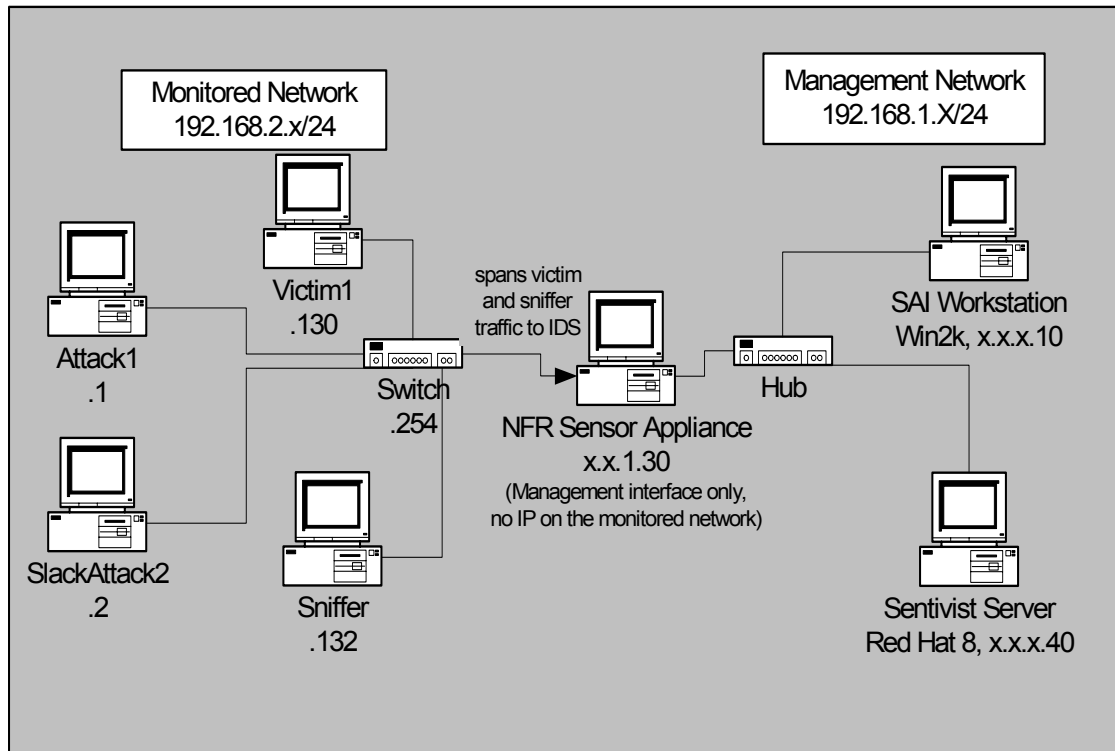 Monitored Network
192.168.2.x/24
Management Network
192.168.1.X/24
Victim1
.130
Attack1
.1
spans victim
and sniffer
traffic to IDS
SAI Workstation
Win2k, x.x.x.10
Switch
.254
Hub
NFR Sensor Appliance
x.x.1.30
(Management interface only,
no IP on the monitored network)
SlackAttack2
.2
Sniffer
.132
Sentivist Server
Red Hat 8, x.x.x.40